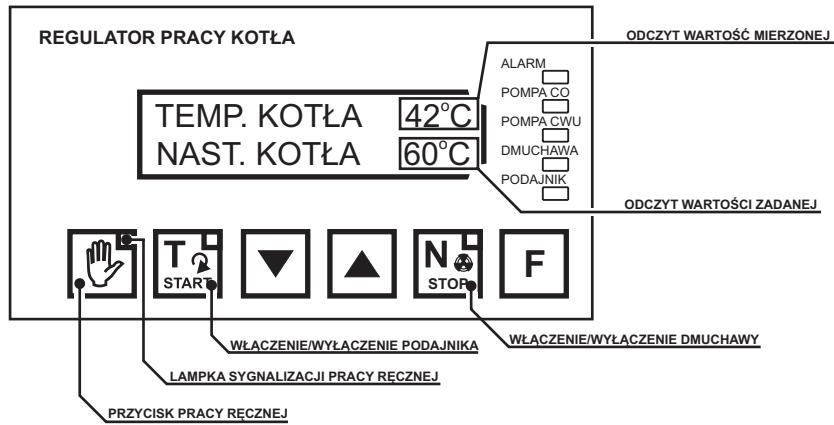 REGULATOR PRACY KOTŁA
ODCZYT WARTOŚĆ MIERZONEJ
ALARM
POMPA CO
POMPA CWU
DMUCHAWA
PODAJNIK
TEMP. KOTŁA 42°C
NAST. KOTŁA 60°C
ODCZYT WARTOŚCI ZADANEJ
T N F
START STOP
WŁĄCZENIE/WYŁĄCZENIE PODAJNIKA
WŁĄCZENIE/WYŁĄCZENIE DMUCHAWY
LAMPKA SYGNALIZACJI PRACY RĘCZNEJ
PRZYCISK PRACY RĘCZNEJ